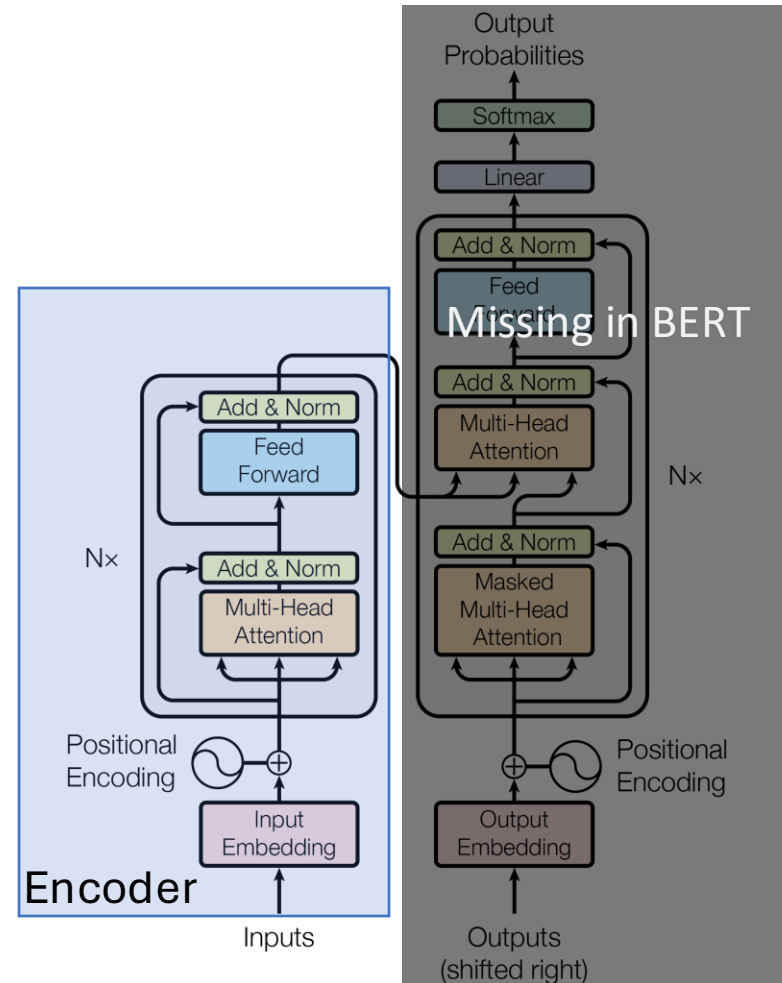 Output
Probabilities
Softmax
Linear
Add & Norm
Feed
Forward
Missing in BERT
Add & Norm
Multi-Head
Attention
N×
Add & Norm
Masked
Multi-Head
Attention
Positional
Encoding
Output
Embedding
Outputs
(shifted right)
Add & Norm
Feed
Forward
N×
Add & Norm
Multi-Head
Attention
Positional
Encoding
Input
Embedding
Encoder
Inputs